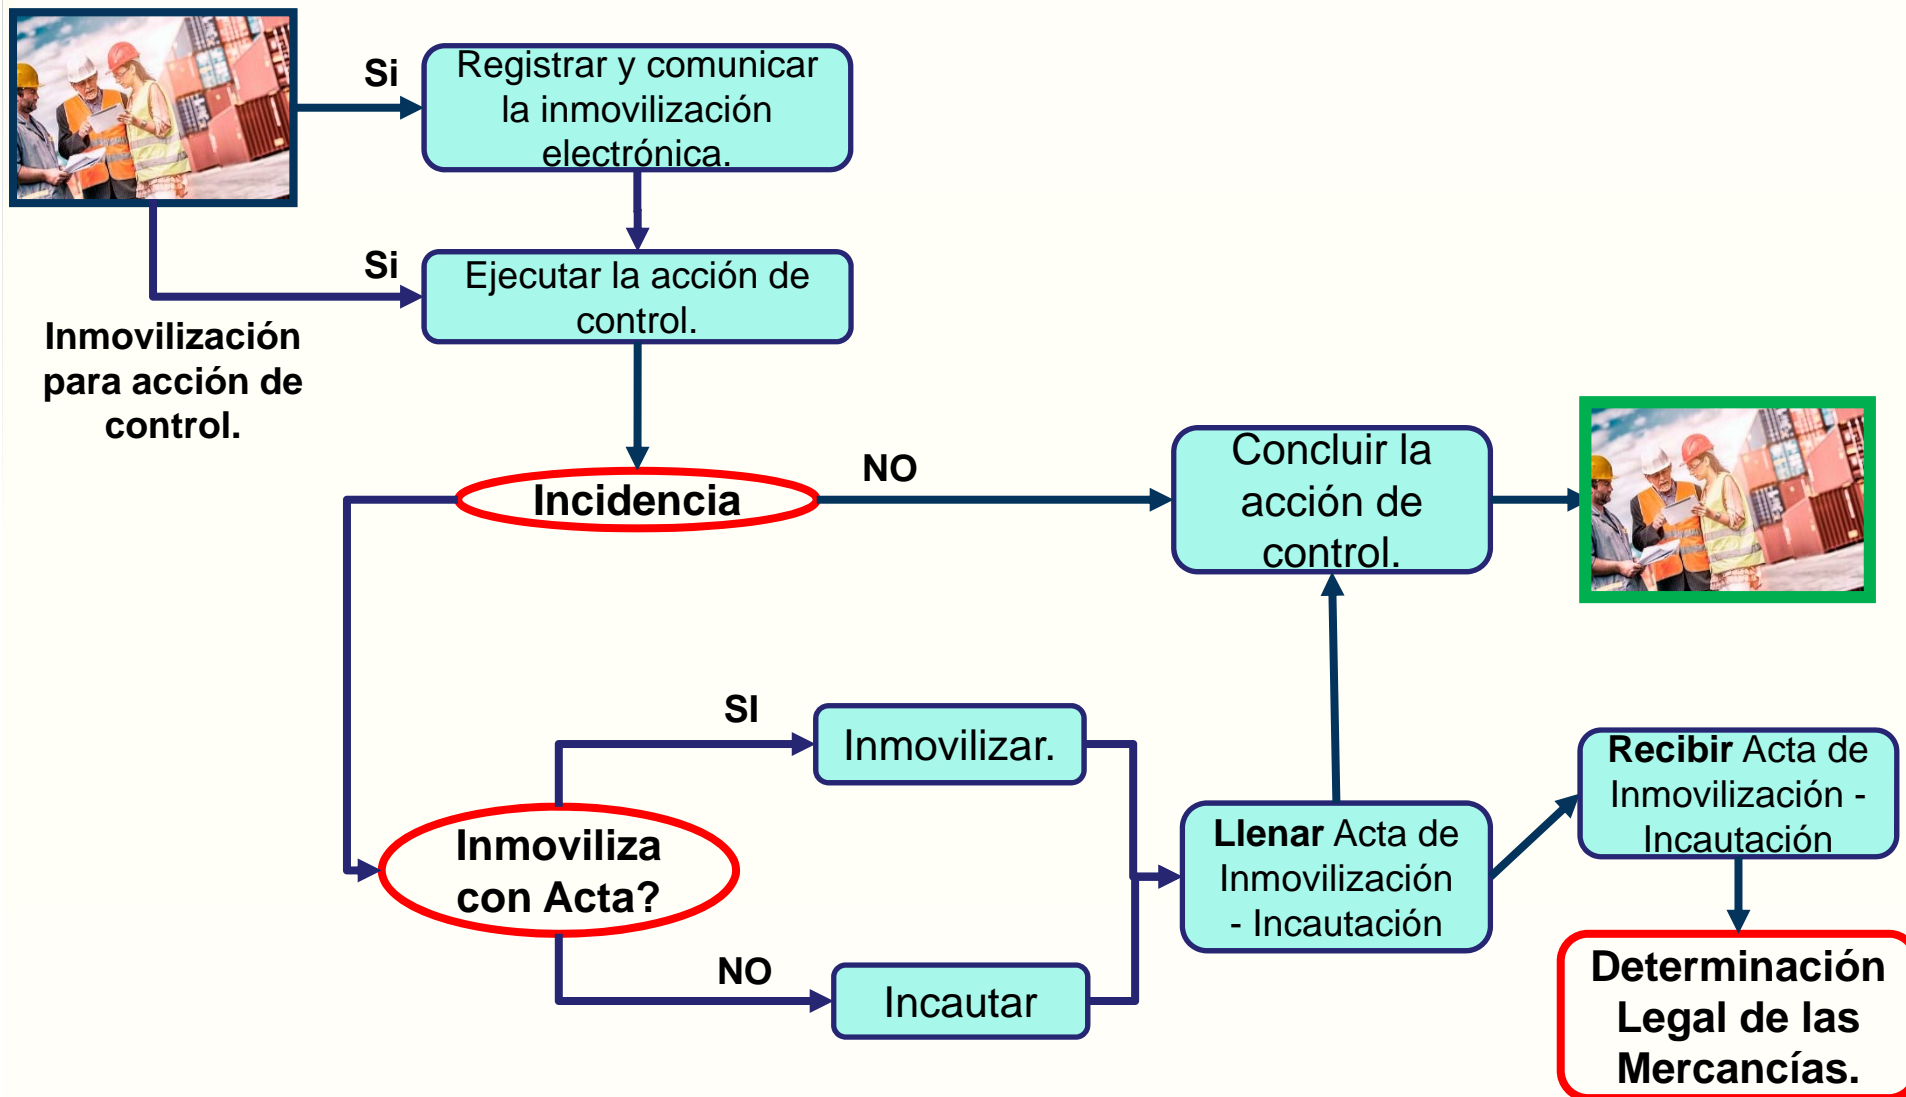 Si
Registrar y comunicar
la inmovilización
electrónica.
Si
Ejecutar la acción de
control.
Inmovilización
para acción de
control.
Incidencia
NO
Concluir la
acción de
control.
SI
Inmovilizar.
Inmoviliza
con Acta?
NO
Incautar
Llenar Acta de
Inmovilización
- Incautación
Recibir Acta de
Inmovilización -
Incautación
Determinación
Legal de las
Mercancías.